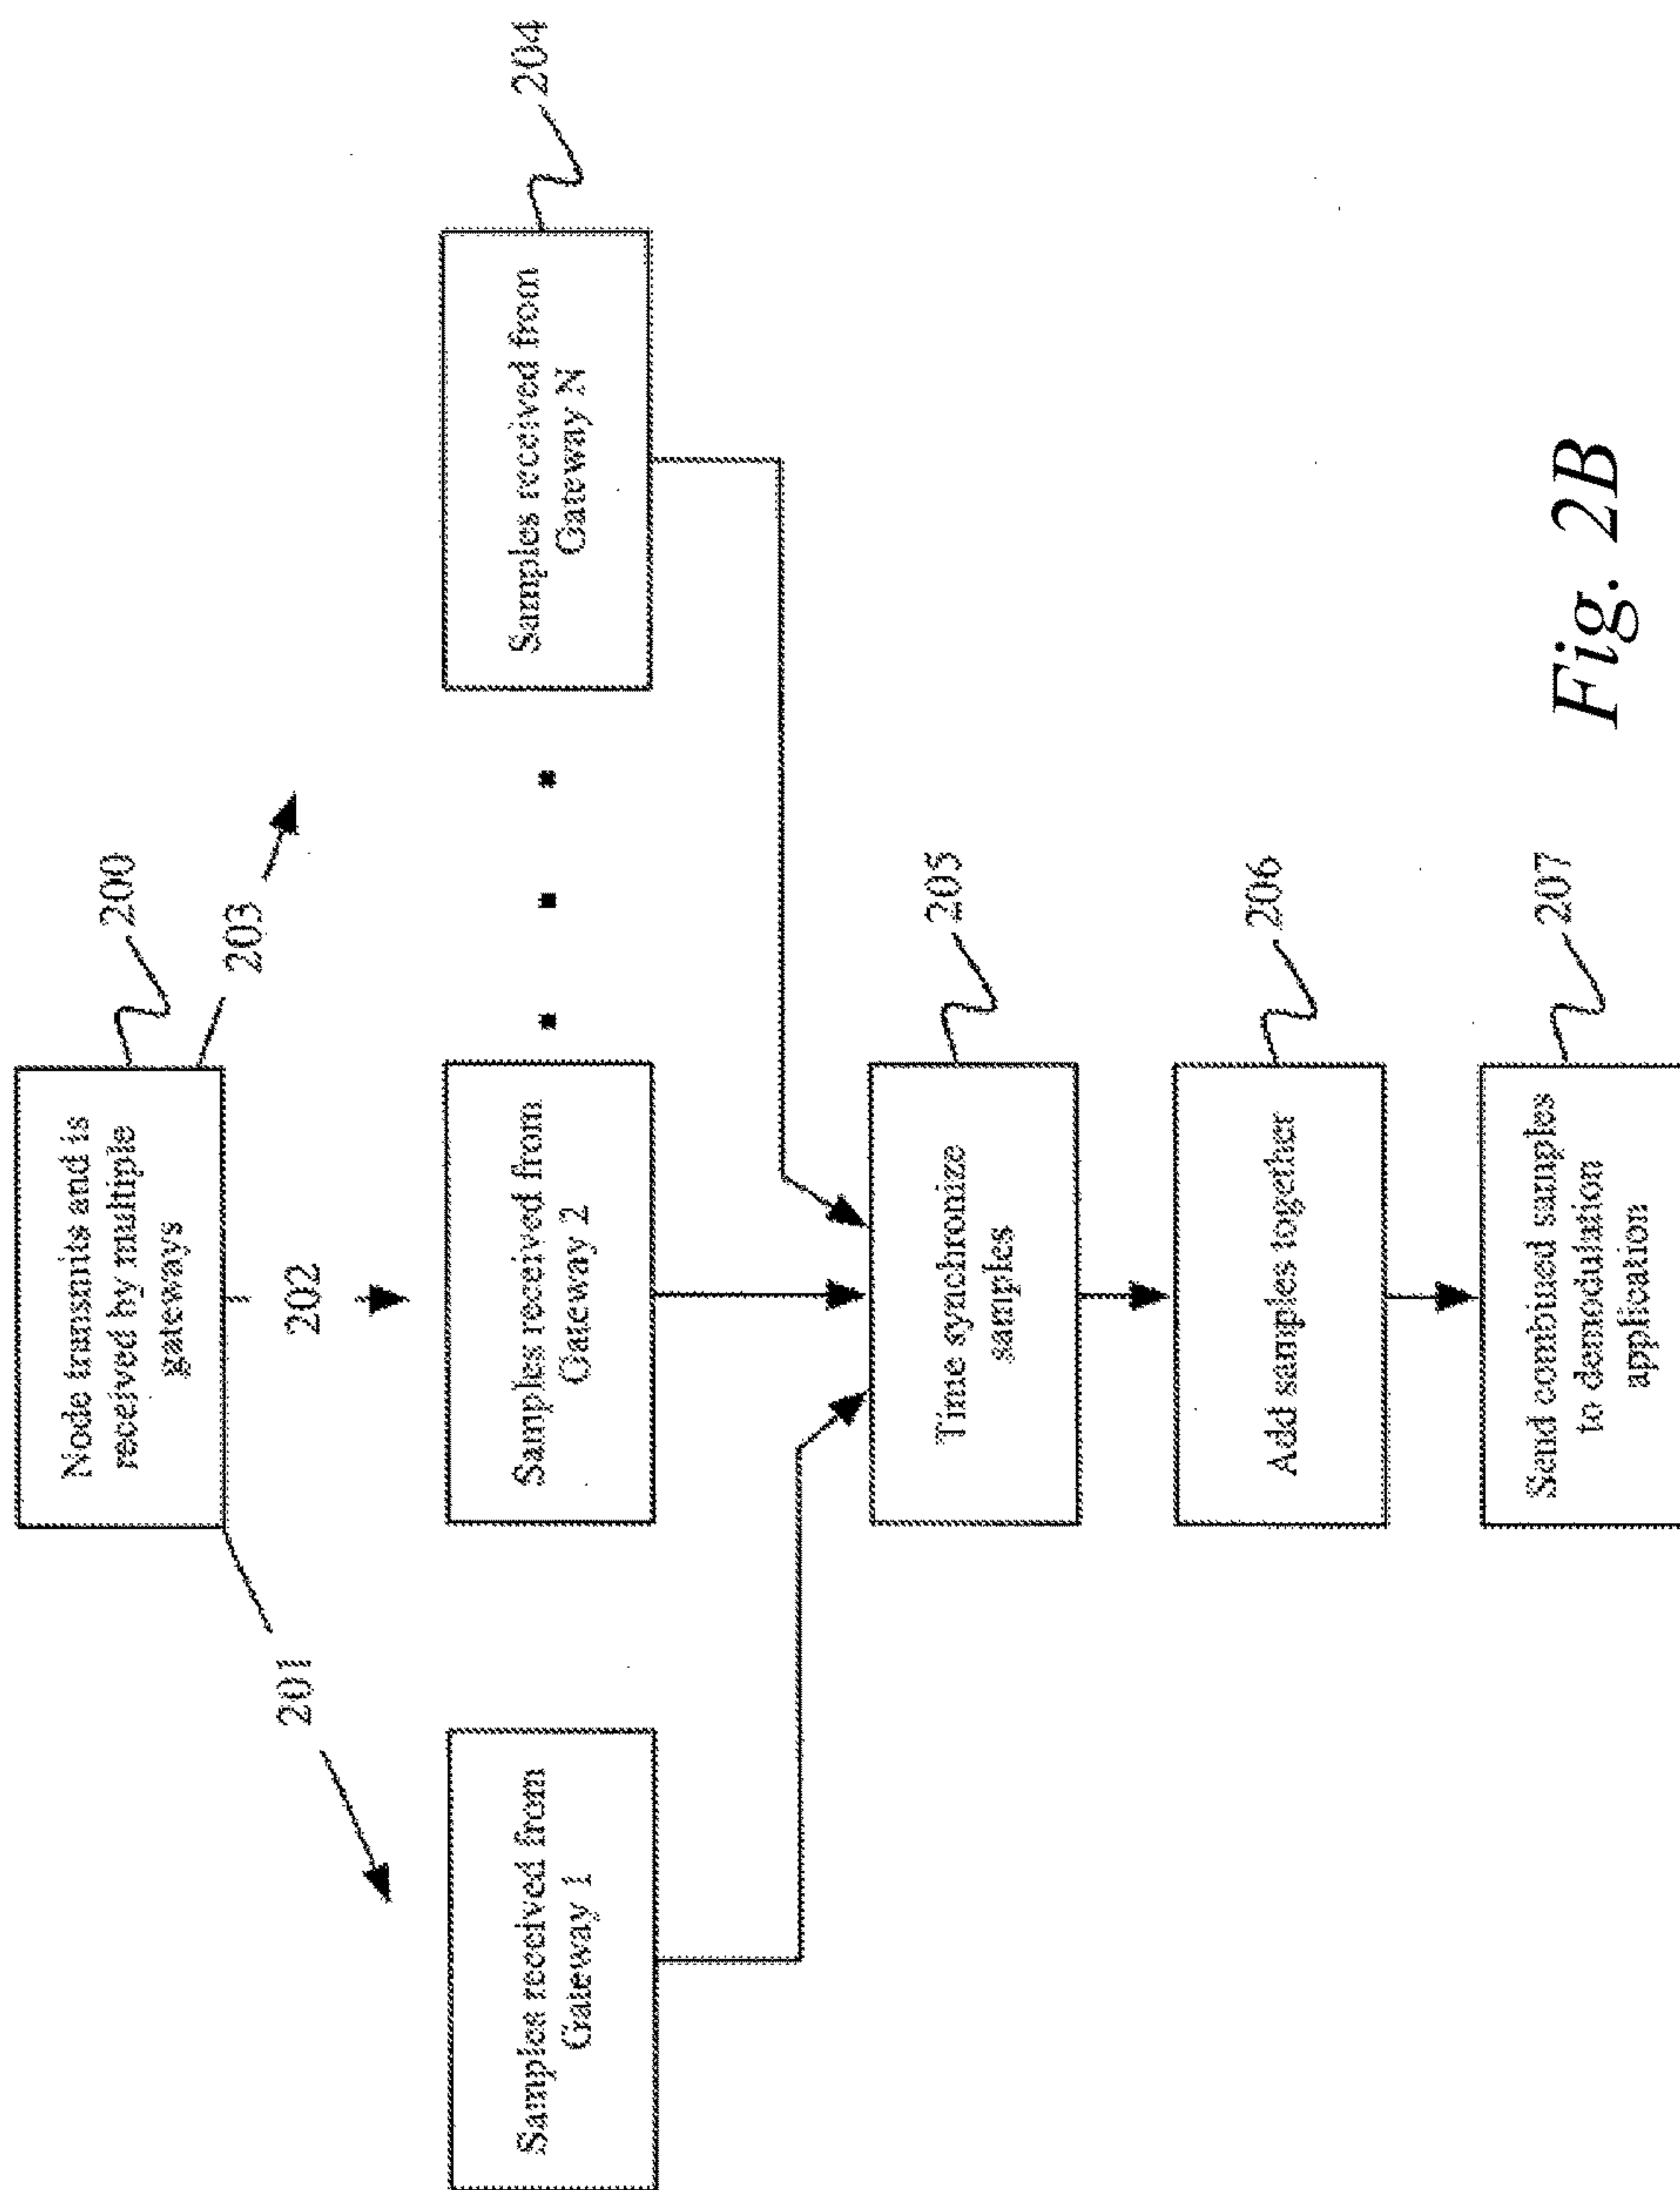 Node transmits and is
received by multiple
gateways
200
201
202
203
Samples received from
Gateway 1
Samples received from
Gateway 2
Samples received from
Gateway N
204
Time synchronize
samples
205
Add samples together
206
Send combined samples
to demodulation
application
207
Fig. 2B